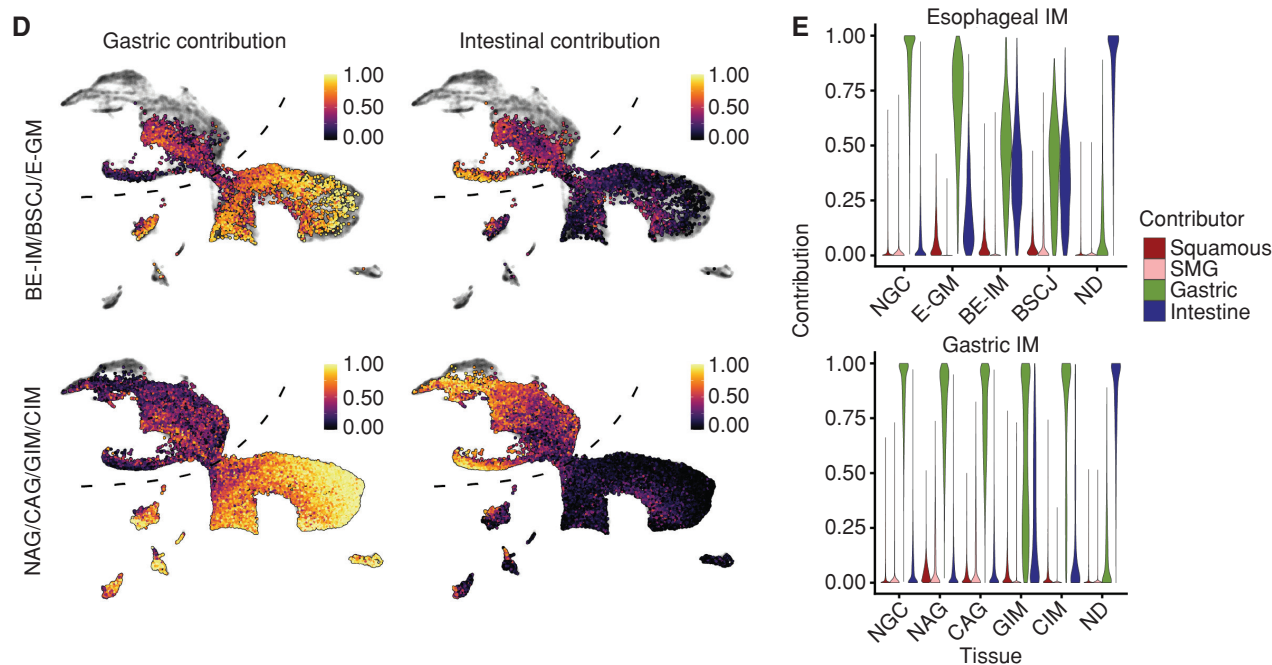 D
Gastric contribution
Intestinal contribution
BE-IM/BSCJ/E-GM
1.00
0.50
0.00
1.00
0.50
0.00
NAG/CAG/GIM/CIM
1.00
0.50
0.00
1.00
0.50
0.00
E
Esophageal IM
1.00
0.75
0.50
0.25
0.00
NGC
E-GM
BE-IM
BSCJ
ND
Contribution
Contributor
Squamous
SMG
Gastric
Intestine
Gastric IM
1.00
0.75
0.50
0.25
0.00
NGC
NAG
CAG
GIM
CIM
ND
Tissue